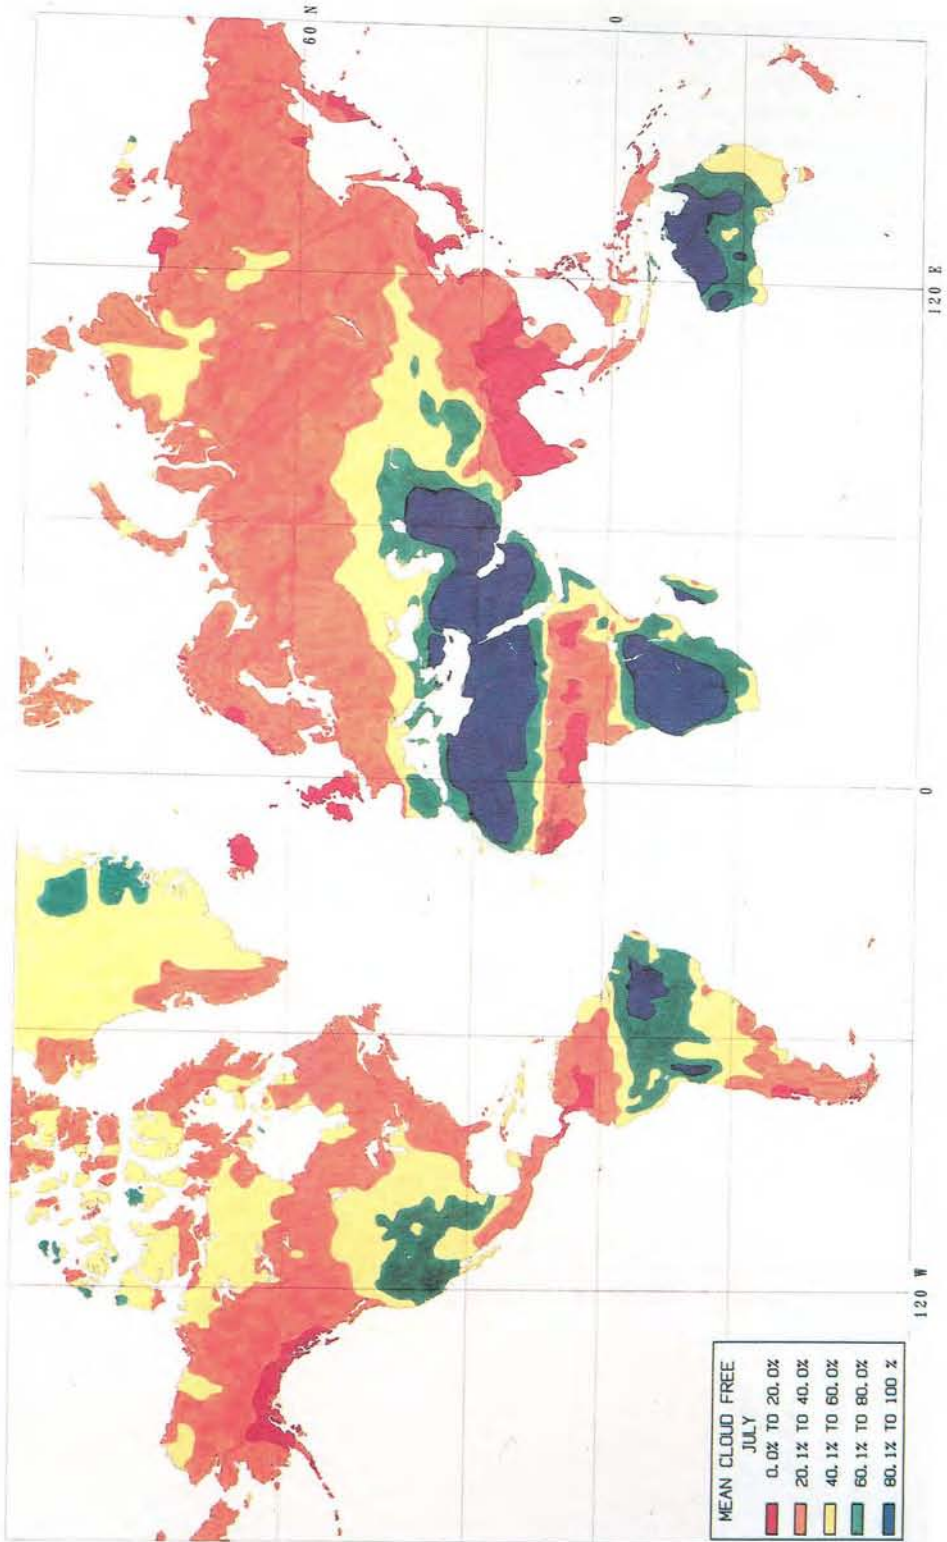 60 N
0
120 E
0
120 W
MEAN CLOUD FREE
JULY
0.0% TO 20.0%
20.1% TO 40.0%
40.1% TO 60.0%
60.1% TO 80.0%
80.1% TO 100 %